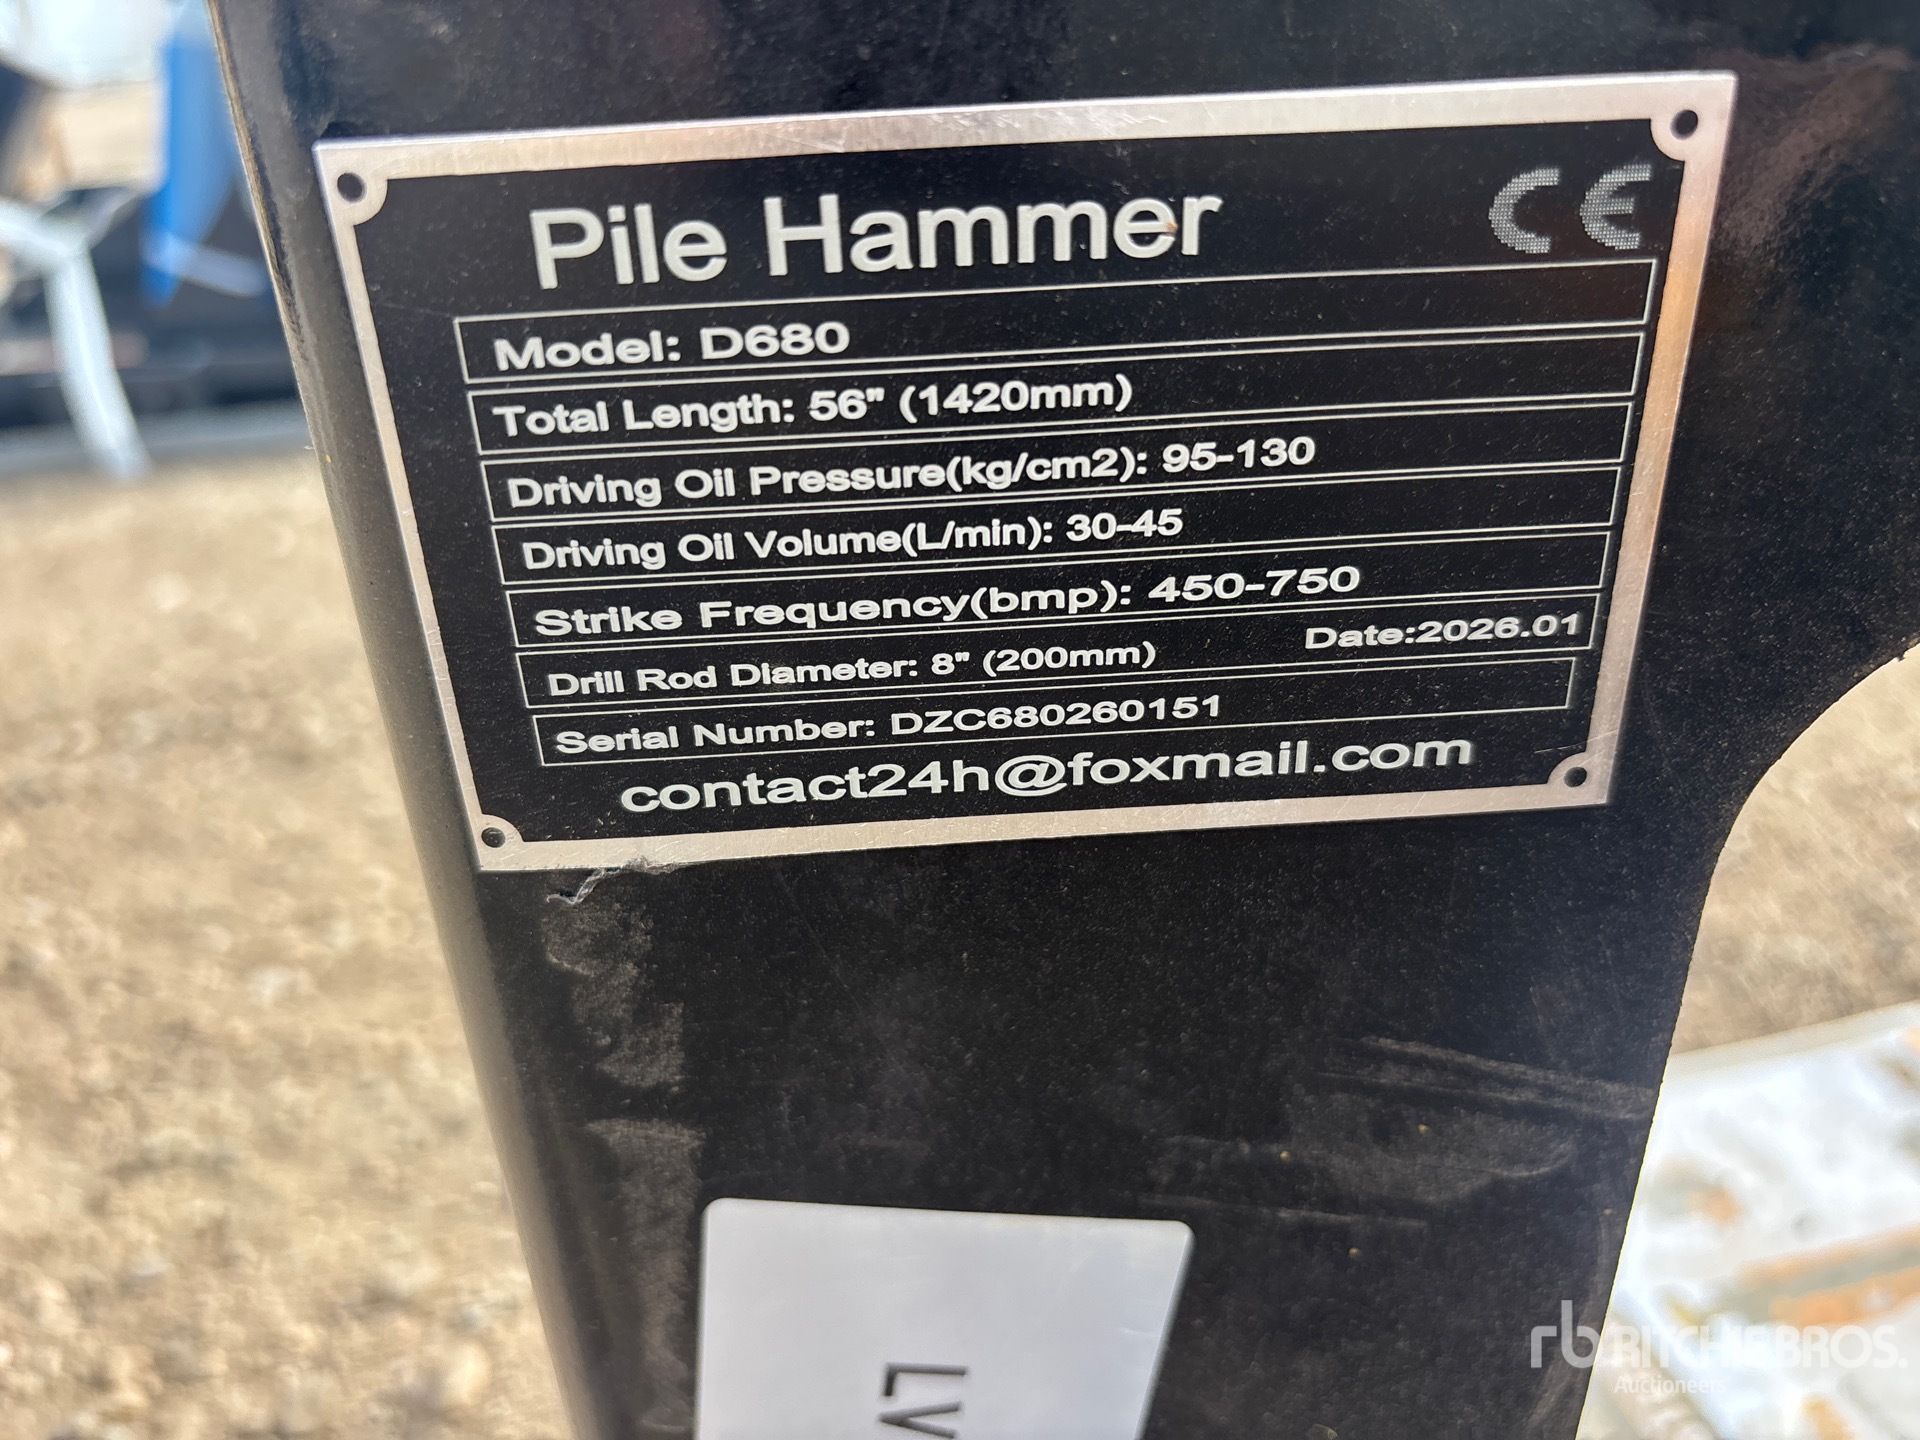 Pile Hammer CE
Model: D680
Total Length: 56" (1420mm)
Driving Oil Pressure(kg/cm2): 95-130
Driving Oil Volume(L/min): 30-45
Strike Frequency(bmp): 450-750
Drill Rod Diameter: 8" (200mm) Date:2026.01
Serial Number: DZC680260151
contact24h@foxmail.com
LV
rb RITCHIE BROS.
Auctioneers